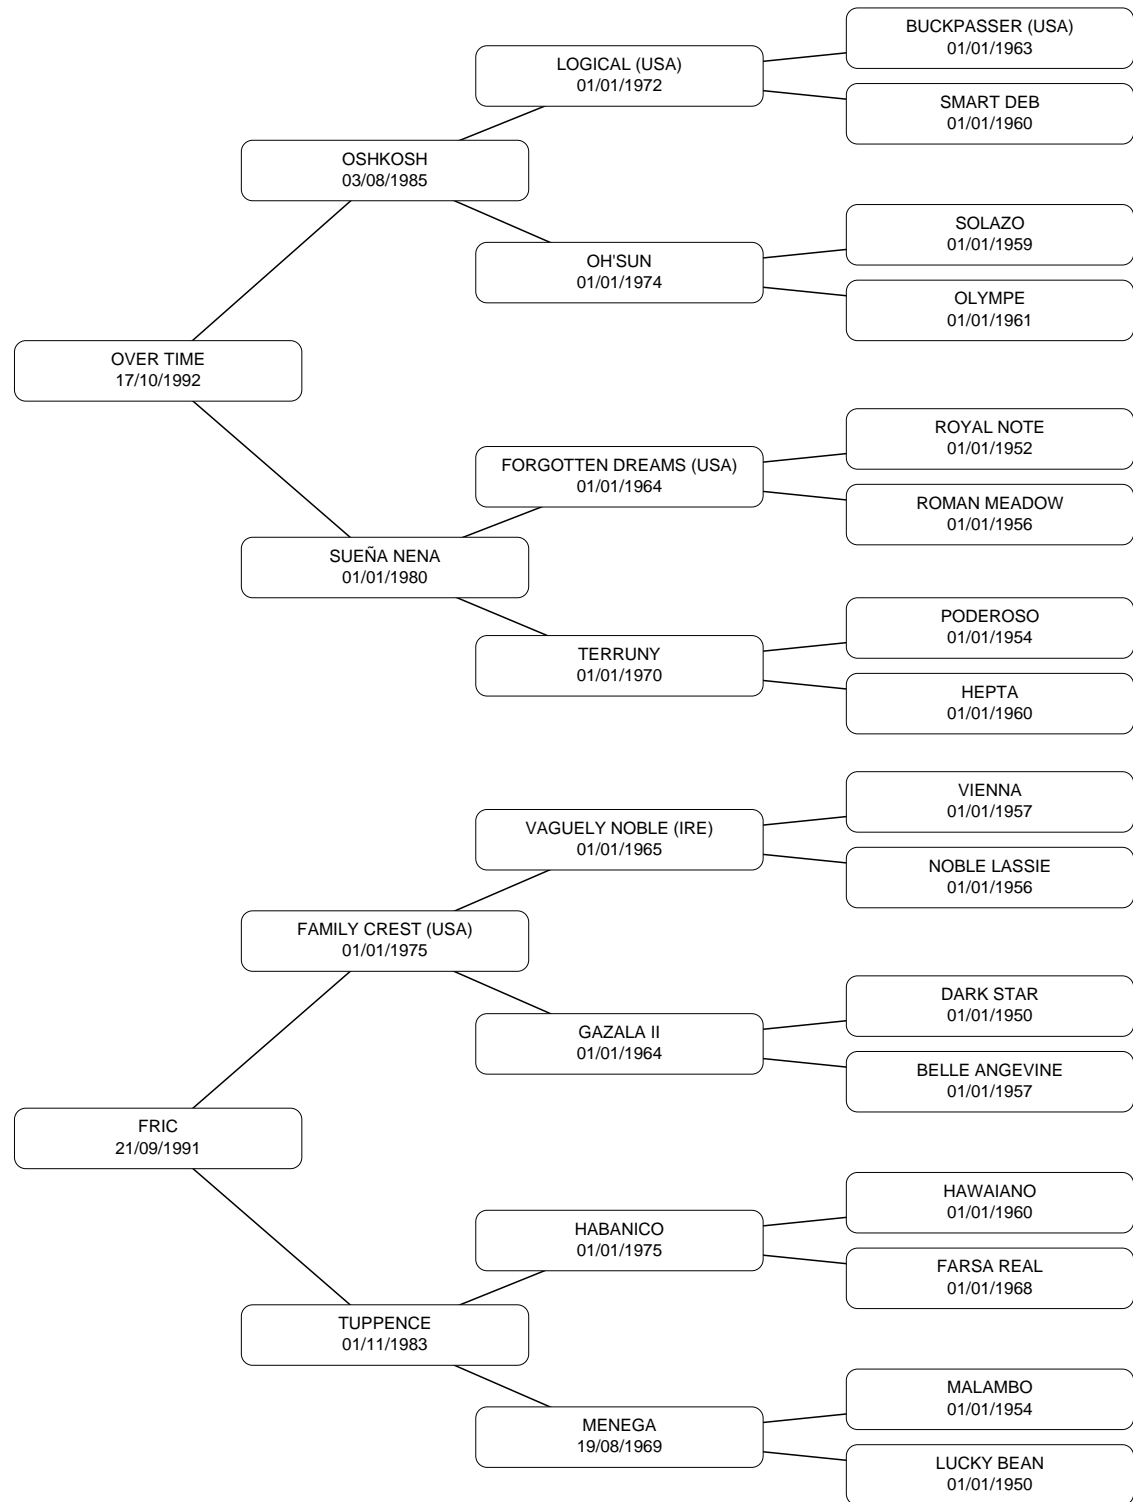 BUCKPASSER (USA)
01/01/1963
LOGICAL (USA)
01/01/1972
SMART DEB
01/01/1960
OSHKOSH
03/08/1985
SOLAZO
01/01/1959
OH'SUN
01/01/1974
OLYMPE
01/01/1961
OVER TIME
17/10/1992
ROYAL NOTE
01/01/1952
FORGOTTEN DREAMS (USA)
01/01/1964
ROMAN MEADOW
01/01/1956
SUEÑA NENA
01/01/1980
PODEROSO
01/01/1954
TERRUNY
01/01/1970
HEPTA
01/01/1960
VIENNA
01/01/1957
VAGUELY NOBLE (IRE)
01/01/1965
NOBLE LASSIE
01/01/1956
FAMILY CREST (USA)
01/01/1975
DARK STAR
01/01/1950
GAZALA II
01/01/1964
BELLE ANGEVINE
01/01/1957
FRIC
21/09/1991
HAWAIANO
01/01/1960
HABANICO
01/01/1975
FARSA REAL
01/01/1968
TUPPENCE
01/11/1983
MALAMBO
01/01/1954
MENEGA
19/08/1969
LUCKY BEAN
01/01/1950